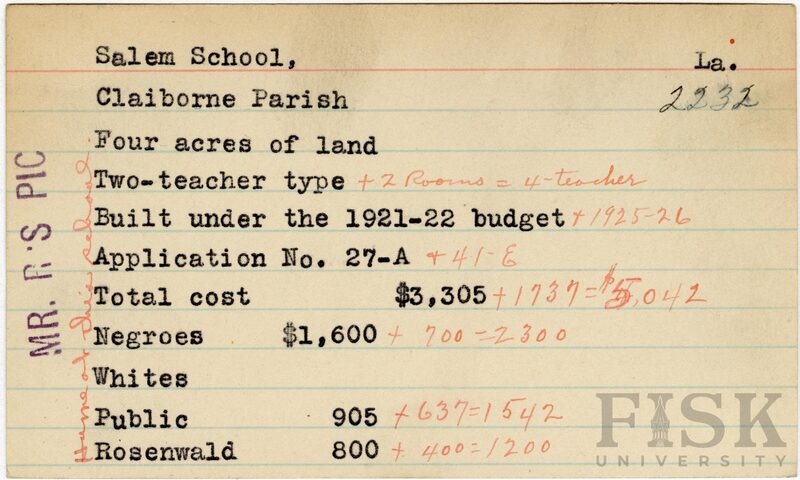 Salem School, La.
Claiborne Parish 2232
Four acres of land
Two-teacher type + 2 Rooms = 4-teacher
Built under the 1921-22 budget + 1925-26
Application No. 27-A + 41-E
Total cost $3,305 + 1737 = $5,042
Negroes $1,600 + 700 = 2300
Whites
Public 905 + 637 = 1542
Rosenwald 800 + 400 = 1200
MR. R'S PIC
this school
FISK
UNIVERSITY